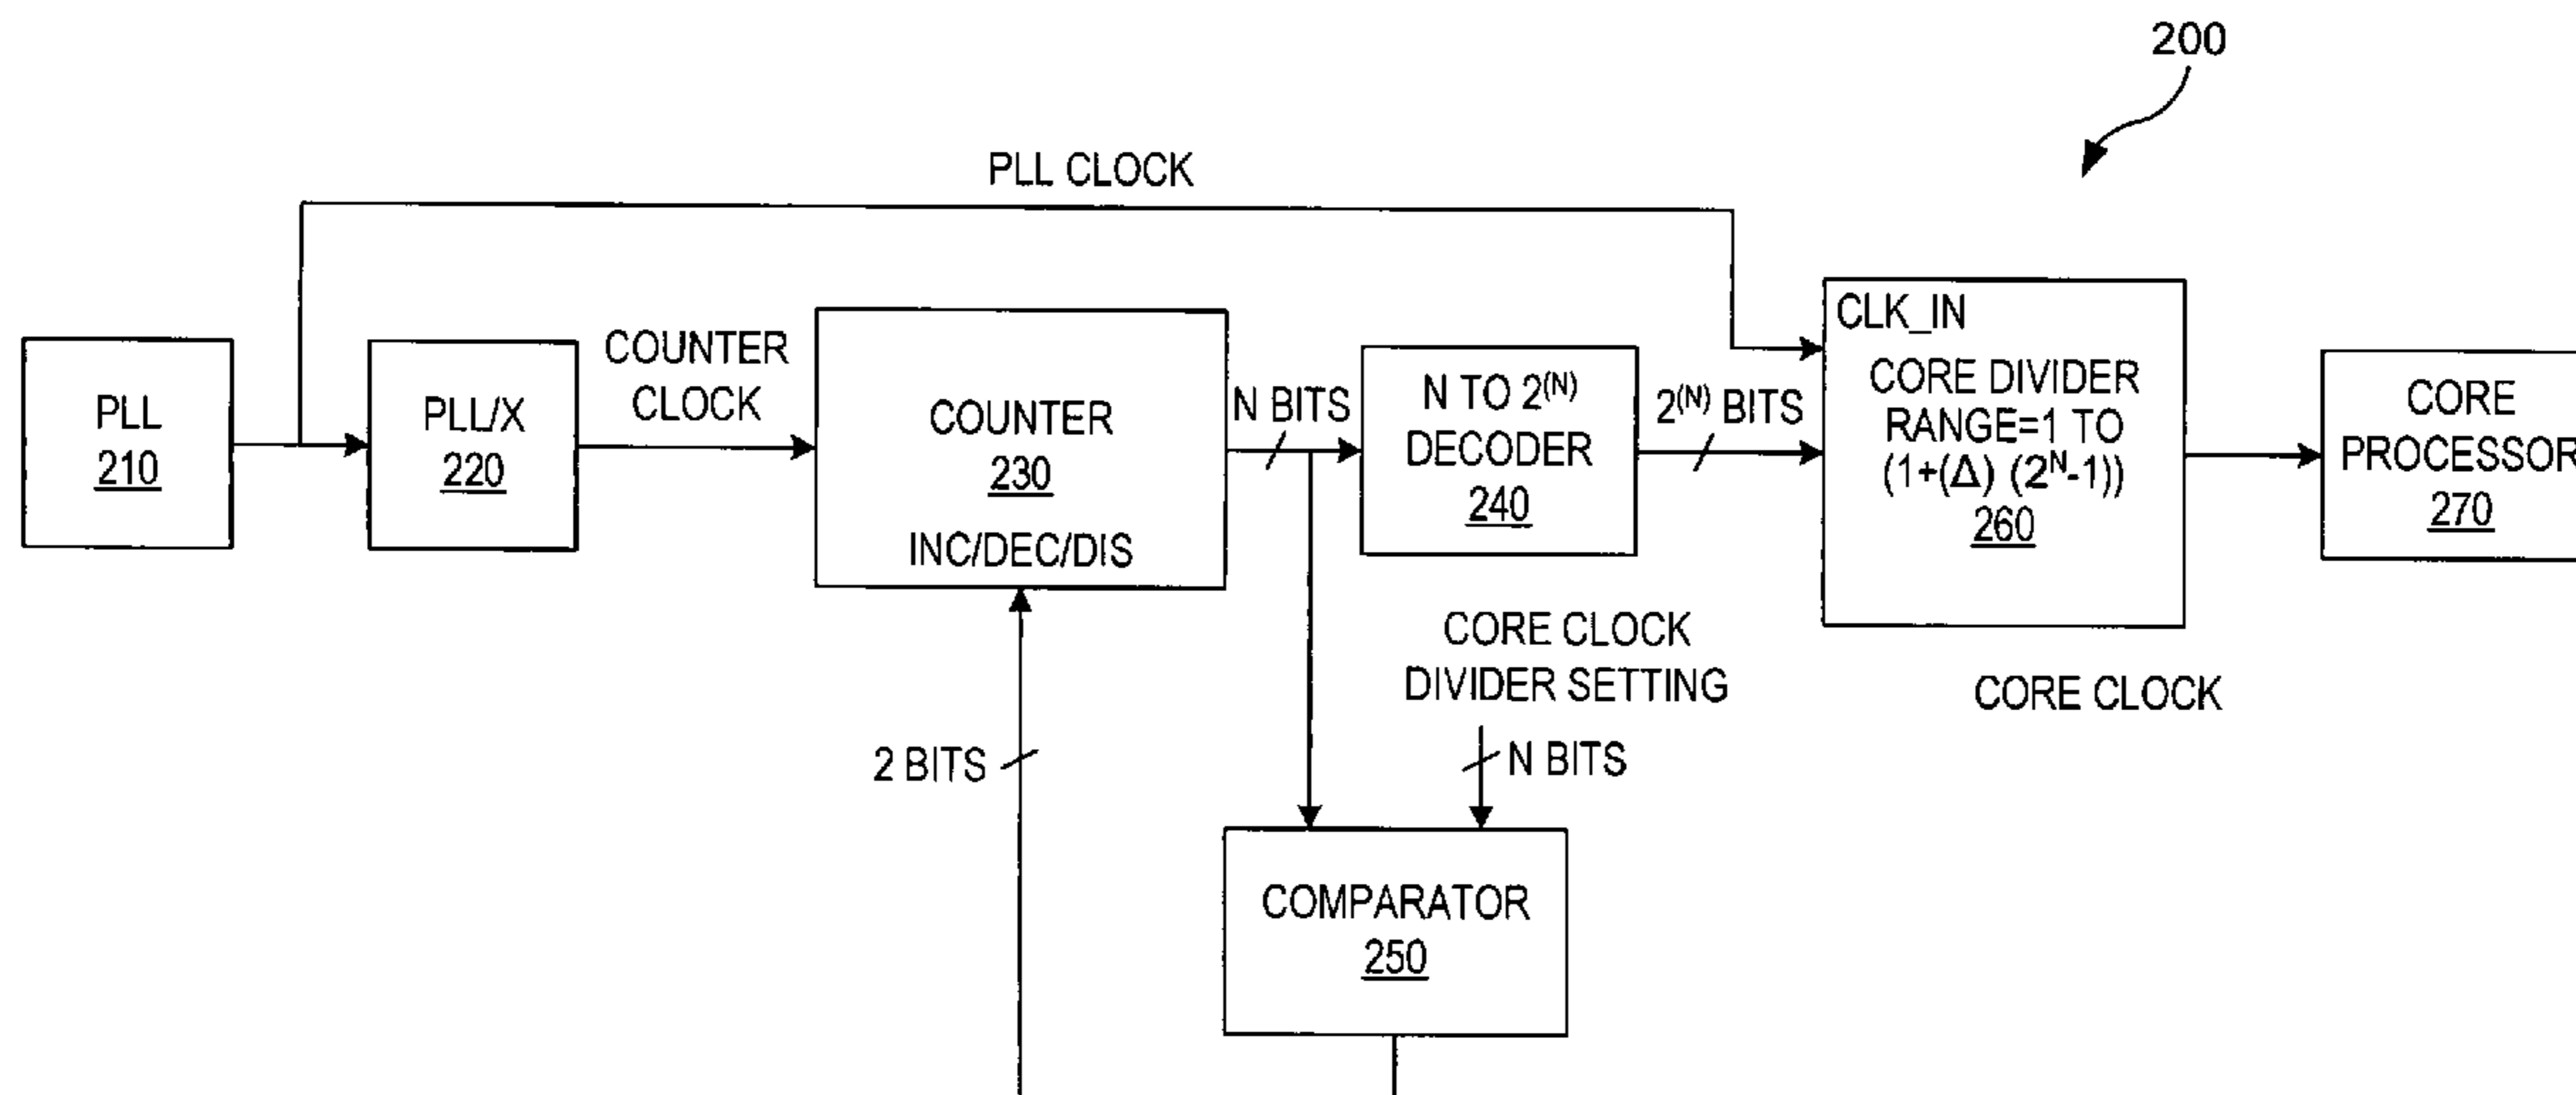 200
PLL CLOCK
PLL
210
PLL/X
220
COUNTER
CLOCK
COUNTER
230
INC/DEC/DIS
N BITS
N TO 2^(N)
DECODER
240
2^(N) BITS
CLK_IN
CORE DIVIDER
RANGE=1 TO
(1+(Δ) (2^N-1))
260
CORE
PROCESSOR
270
CORE CLOCK
DIVIDER SETTING
CORE CLOCK
2 BITS
N BITS
COMPARATOR
250